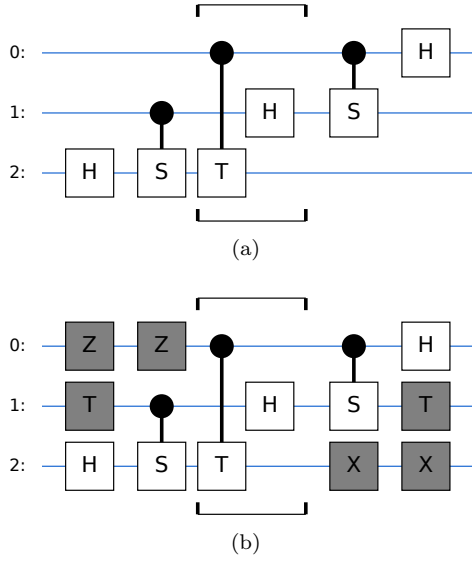 0: H
1: H S
2: H S T
(a)
0: Z Z H
1: T H S T
2: H S T X X
(b)